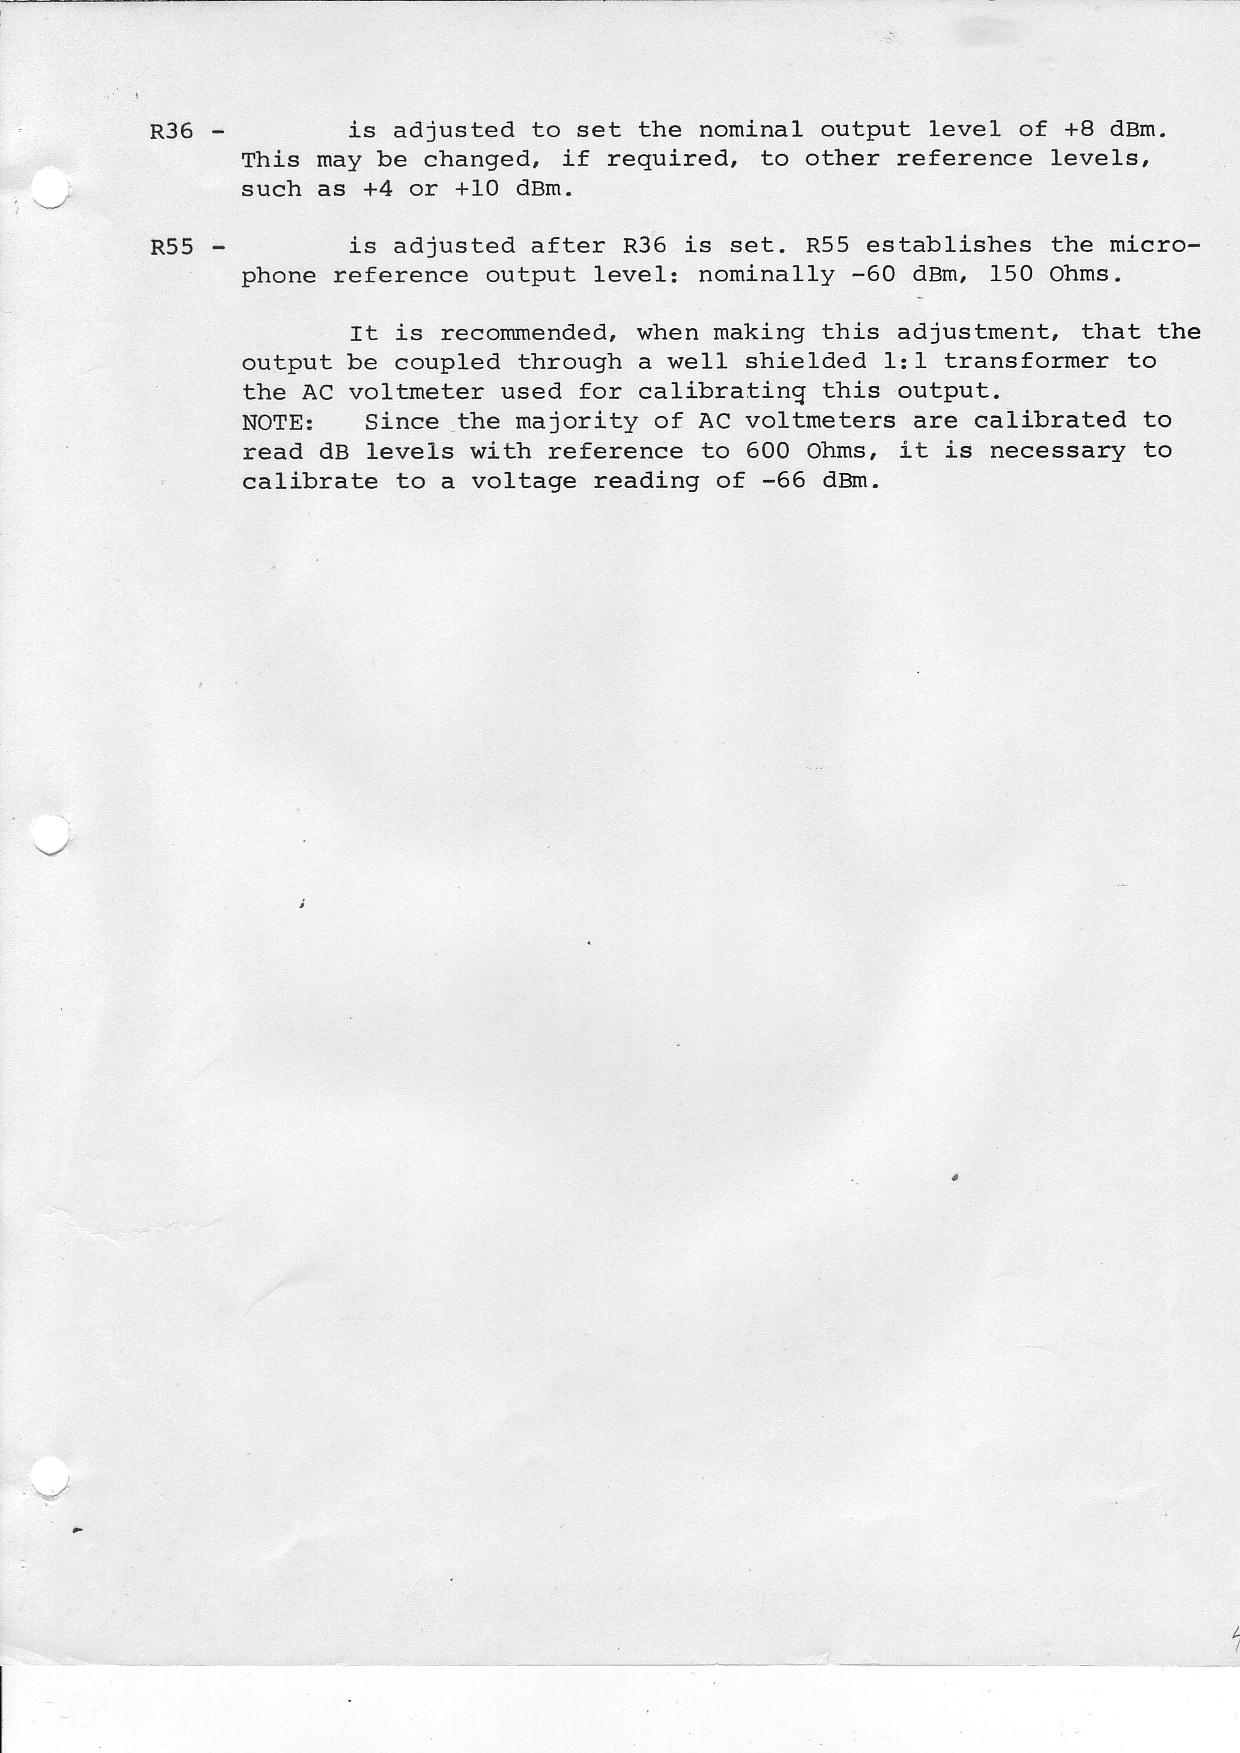 R36 - is adjusted to set the nominal output level of +8 dBm.
This may be changed, if required, to other reference levels,
such as +4 or +10 dBm.
R55 - is adjusted after R36 is set. R55 establishes the micro-
phone reference output level: nominally -60 dBm, 150 Ohms.
It is recommended, when making this adjustment, that the
output be coupled through a well shielded 1:1 transformer to
the AC voltmeter used for calibrating this output.
NOTE: Since the majority of AC voltmeters are calibrated to
read dB levels with reference to 600 Ohms, it is necessary to
calibrate to a voltage reading of -66 dBm.